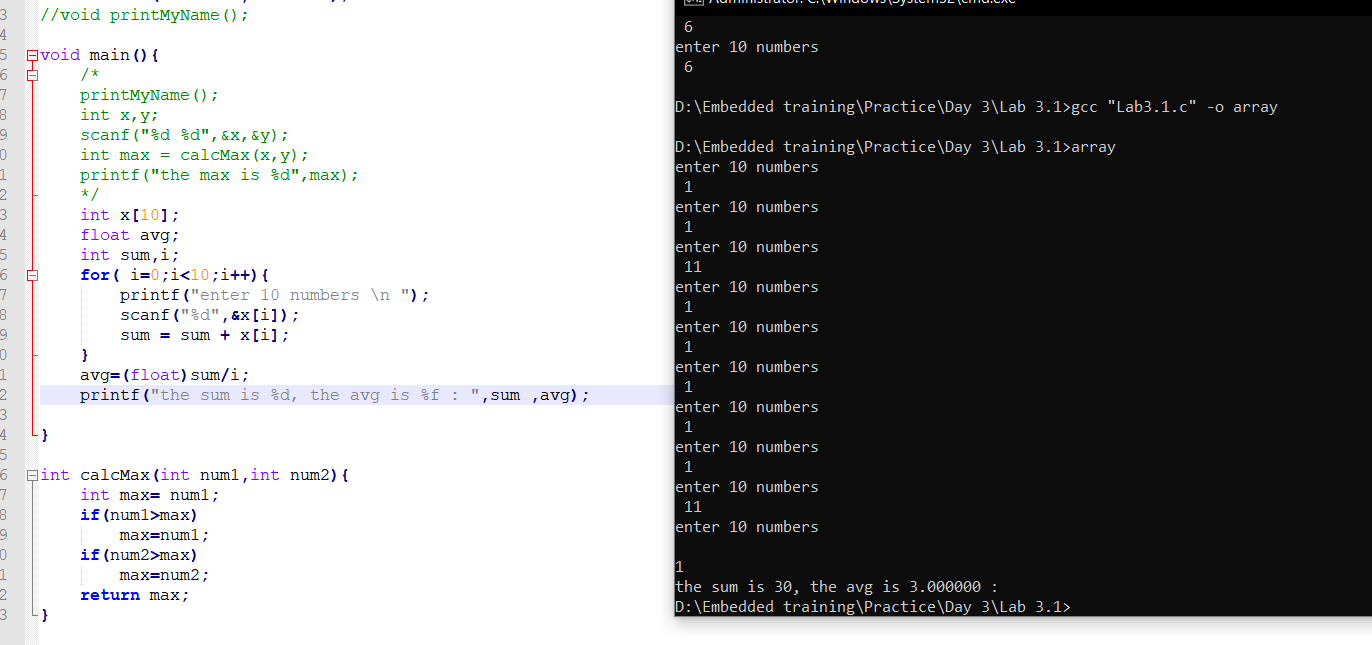 3 //void printMyName();
4
5 void main(){
6 /*
7 printMyName();
8 int x,y;
9 scanf("%d %d",&x,&y);
0 int max = calcMax(x,y);
1 printf("the max is %d",max);
2 */
3 int x[10];
4 float avg;
5 int sum,i;
6 for( i=0;i<10;i++){
7 printf("enter 10 numbers \n ");
8 scanf("%d",&x[i]);
9 sum = sum + x[i];
0 }
1 avg=(float)sum/i;
2 printf("the sum is %d, the avg is %f : ",sum ,avg);
3
4 }
5
6 int calcMax(int num1,int num2){
7 int max= num1;
8 if(num1>max)
9 max=num1;
0 if(num2>max)
1 max=num2;
2 return max;
3 }
Administrator: C:\Windows\System32\cmd.exe
6
enter 10 numbers
6
D:\Embedded training\Practice\Day 3\Lab 3.1>gcc "Lab3.1.c" -o array
D:\Embedded training\Practice\Day 3\Lab 3.1>array
enter 10 numbers
1
enter 10 numbers
1
enter 10 numbers
11
enter 10 numbers
1
enter 10 numbers
1
enter 10 numbers
1
enter 10 numbers
1
enter 10 numbers
1
enter 10 numbers
11
enter 10 numbers
1
the sum is 30, the avg is 3.000000 :
D:\Embedded training\Practice\Day 3\Lab 3.1>